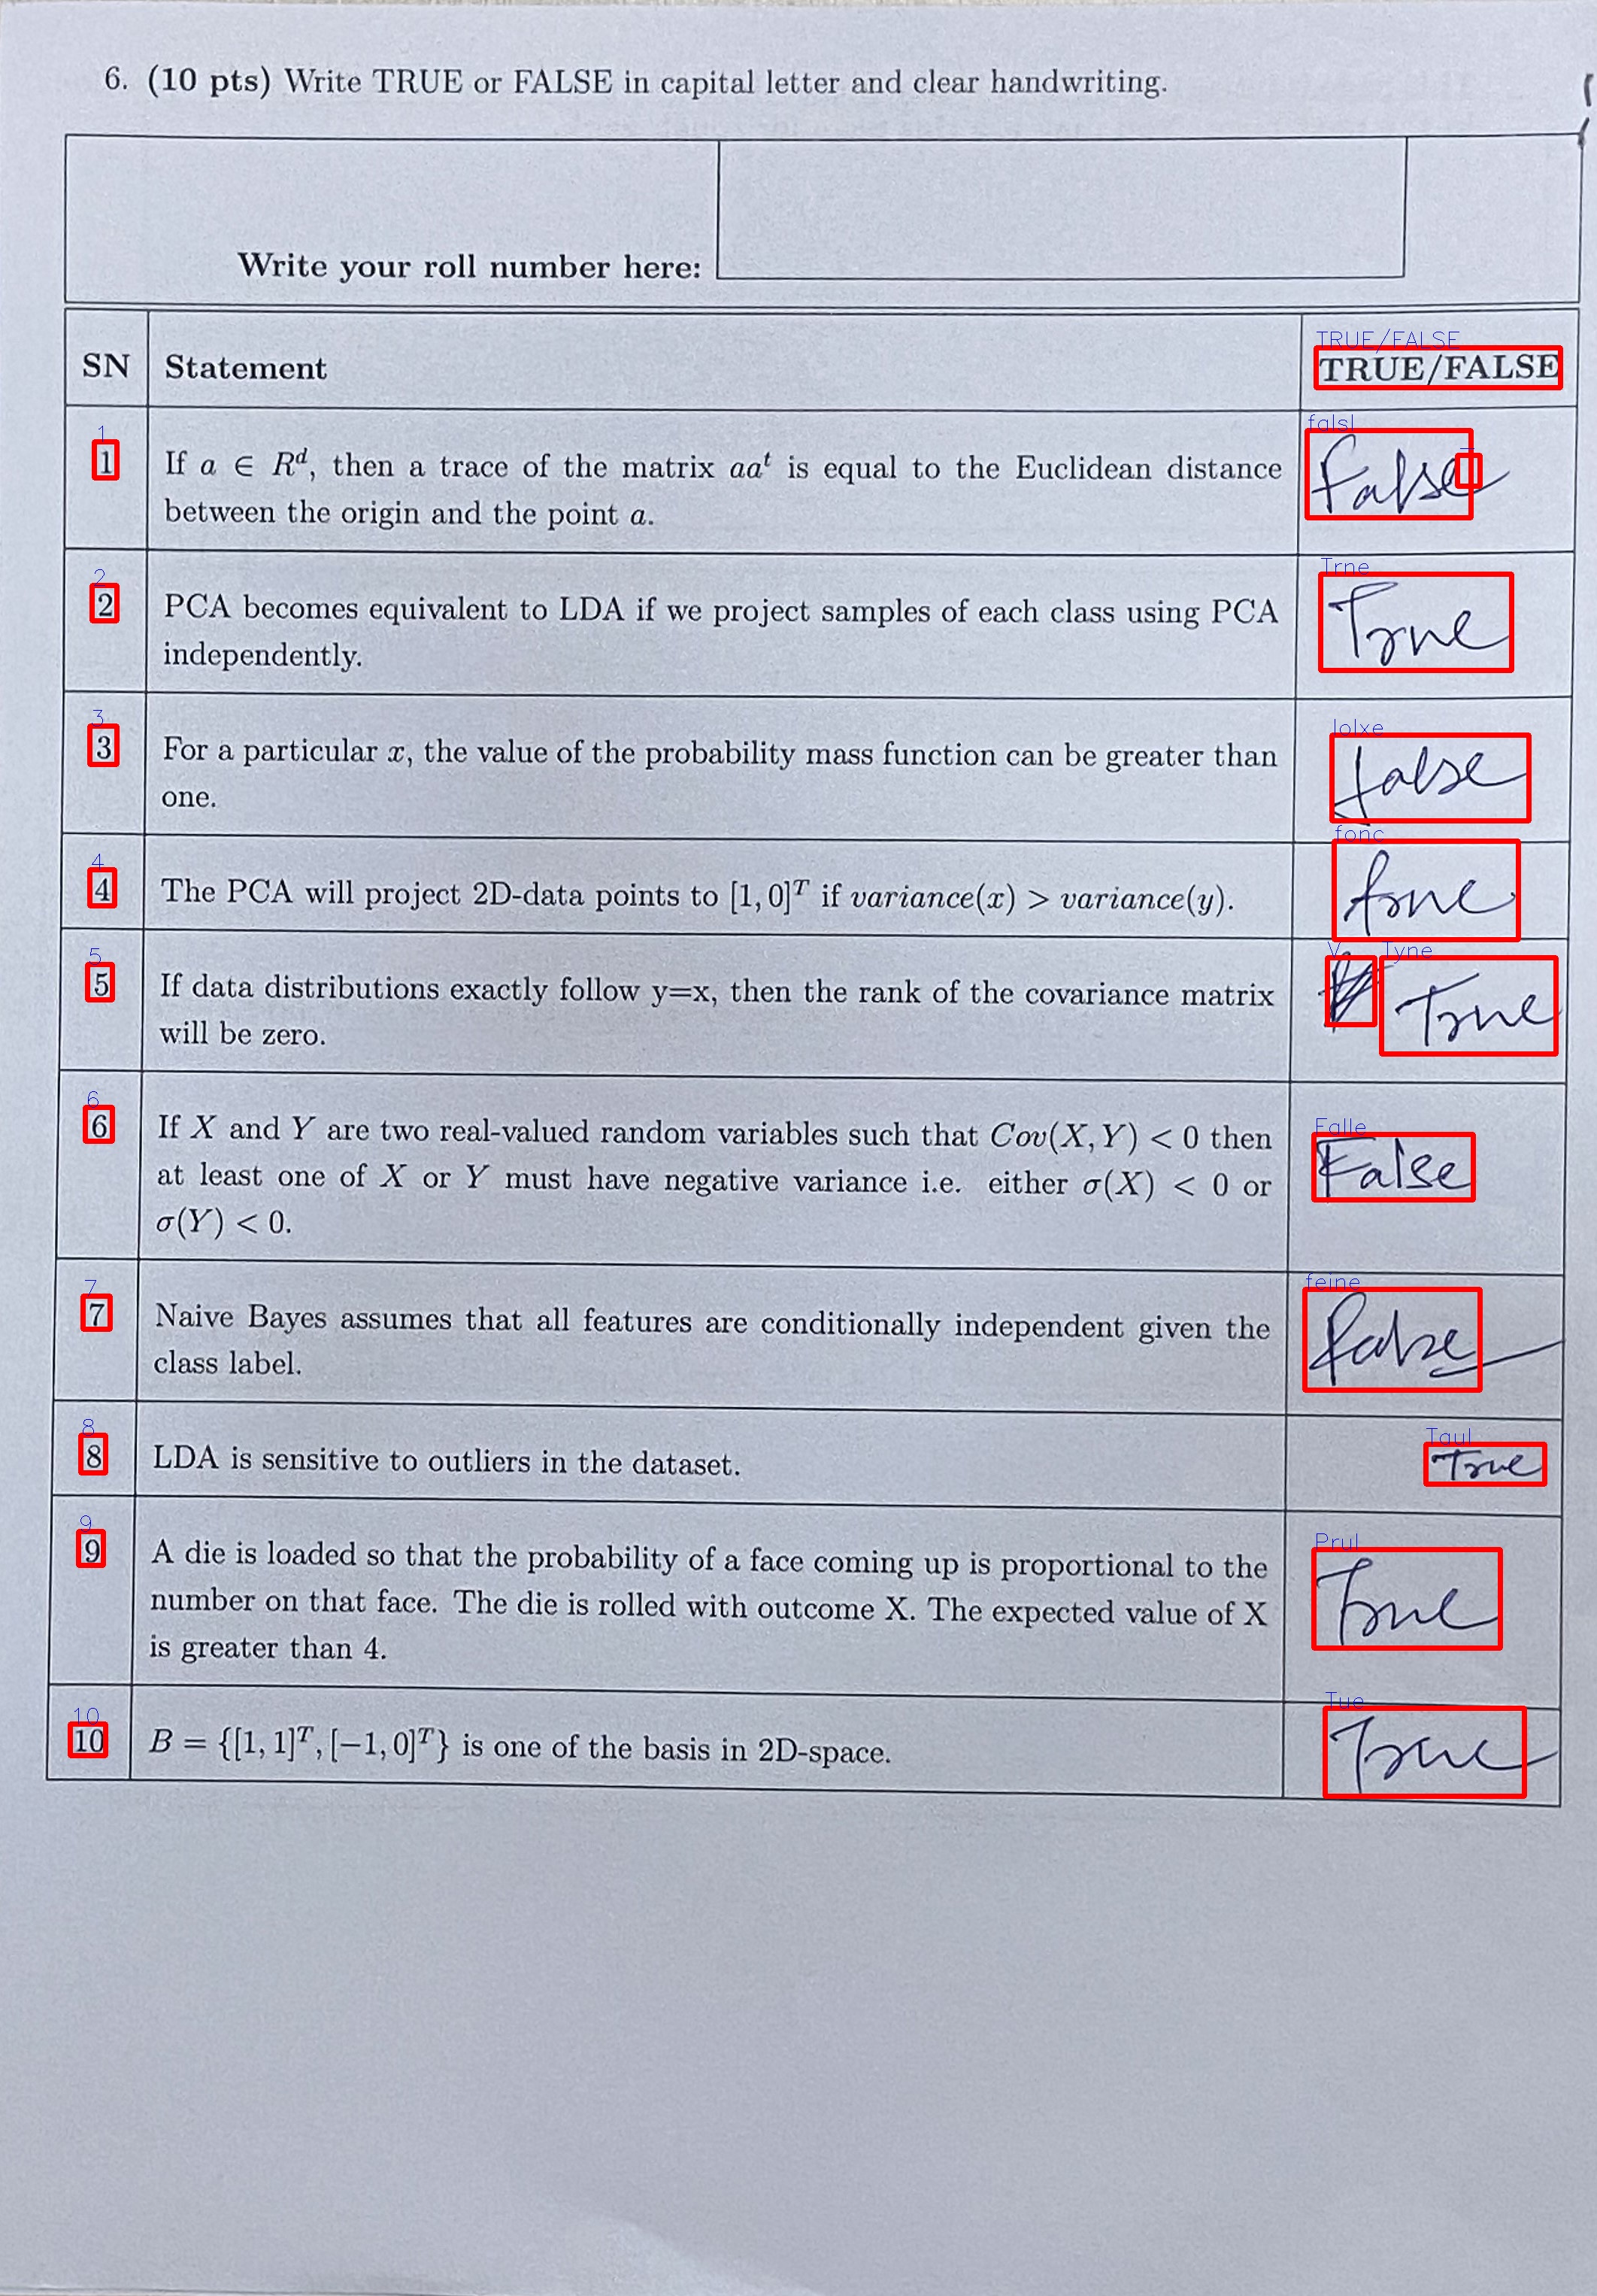 6. (10 pts) Write TRUE or FALSE in capital letter and clear handwriting.
Write your roll number here:
SN Statement TRUE/FALSE
TRUE/FALSE
1
1 If a ∈ R^d, then a trace of the matrix aa^t is equal to the Euclidean distance
between the origin and the point a.
falsl
False
2
2 PCA becomes equivalent to LDA if we project samples of each class using PCA
independently.
Trne
True
3
3 For a particular x, the value of the probability mass function can be greater than
one.
lolxe
false
4
4 The PCA will project 2D-data points to [1, 0]^T if variance(x) > variance(y).
fonc
true
5
5 If data distributions exactly follow y=x, then the rank of the covariance matrix
will be zero.
V Tyne
True
6
6 If X and Y are two real-valued random variables such that Cov(X, Y) < 0 then
at least one of X or Y must have negative variance i.e. either σ(X) < 0 or
σ(Y) < 0.
Falle
False
7
7 Naive Bayes assumes that all features are conditionally independent given the
class label.
feine
false
8
8 LDA is sensitive to outliers in the dataset.
Taul
True
9
9 A die is loaded so that the probability of a face coming up is proportional to the
number on that face. The die is rolled with outcome X. The expected value of X
is greater than 4.
Prul
True
10
10 B = {[1, 1]^T, [−1, 0]^T} is one of the basis in 2D-space.
Tue
True